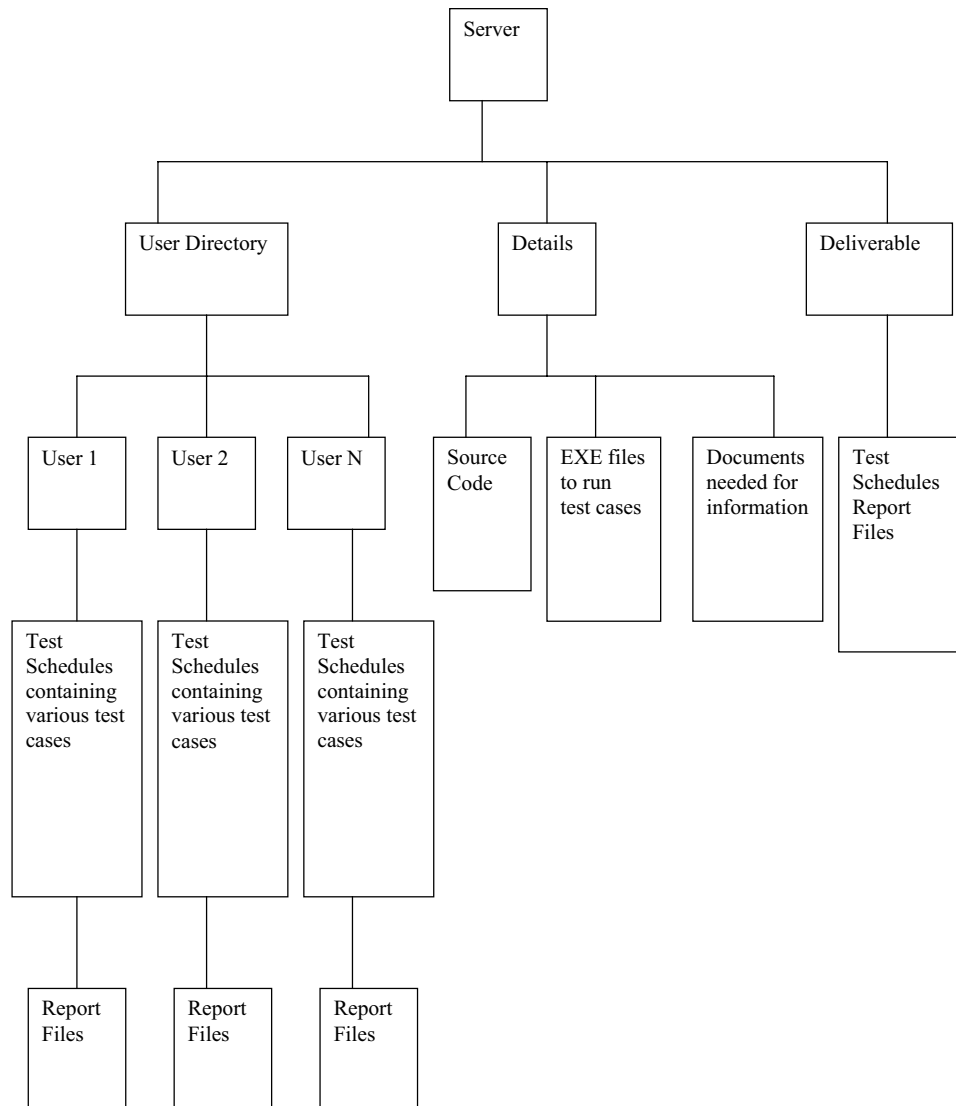 Server
User Directory
Details
Deliverable
User 1
User 2
User N
Source
Code
EXE files
to run
test cases
Documents
needed for
information
Test
Schedules
Report
Files
Test
Schedules
containing
various test
cases
Test
Schedules
containing
various test
cases
Test
Schedules
containing
various test
cases
Report
Files
Report
Files
Report
Files